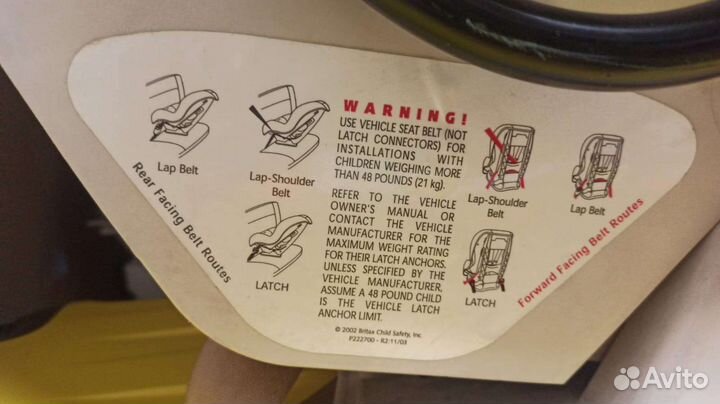 WARNING!
USE VEHICLE SEAT BELT (NOT
LATCH CONNECTORS) FOR
INSTALLATIONS WITH
CHILDREN WEIGHING MORE
THAN 48 POUNDS (21 kg).
REFER TO THE VEHICLE
OWNER'S MANUAL OR
CONTACT THE VEHICLE
MANUFACTURER FOR THE
MAXIMUM WEIGHT RATING
FOR THEIR LATCH ANCHORS.
UNLESS SPECIFIED BY THE
VEHICLE MANUFACTURER,
ASSUME A 48 POUND CHILD
IS THE VEHICLE LATCH
ANCHOR LIMIT.
© 2002 Britax Child Safety, Inc.
P222700 - R2:11/03
Lap Belt
Lap-Shoulder
Belt
LATCH
Rear Facing Belt Routes
Lap-Shoulder
Belt
Lap Belt
LATCH
Forward Facing Belt Routes
Avito